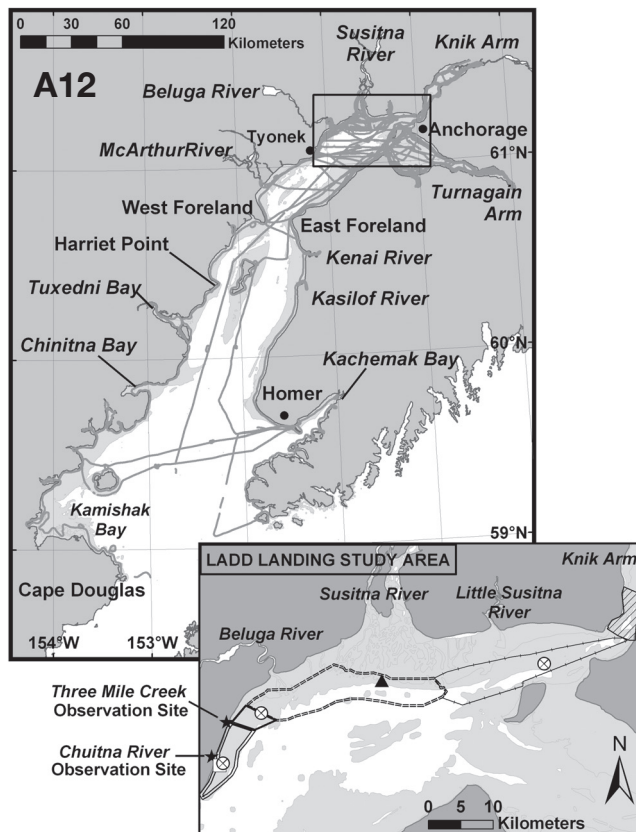 0 30 60 120
Kilometers
A12
Susitna
River
Knik Arm
Beluga River
Tyonek
Anchorage
McArthurRiver
61°N
Turnagain
Arm
West Foreland
East Foreland
Harriet Point
Kenai River
Tuxedni Bay
Kasilof River
Chinitna Bay
60°N
Kachemak Bay
Homer
Kamishak
Bay
59°N
Cape Douglas
154°W 153°W
LADD LANDING STUDY AREA
Knik Arm
Susitna River
Little Susitna
River
Beluga River
Three Mile Creek
Observation Site
Chuitna River
Observation Site
N
0 5 10
Kilometers